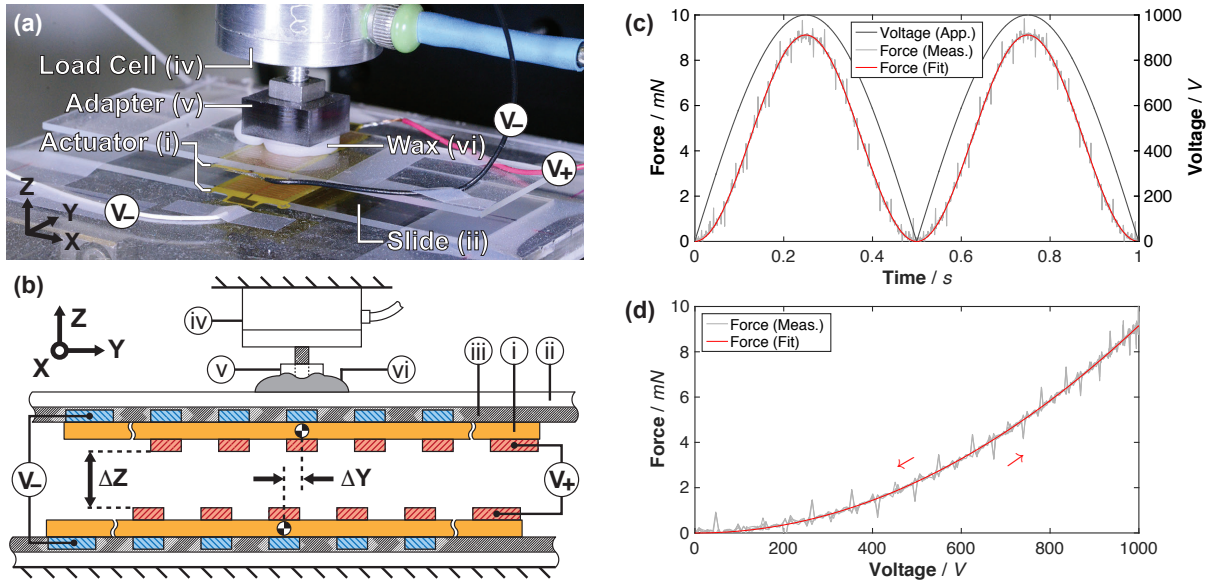 (a)
Load Cell (iv)
Adapter (v)
Actuator (i)
Wax (vi)
V–
V+
V–
Slide (ii)
Z
Y
X
(b)
Z
Y
X
iv
v
vi
iii
i
ii
V–
ΔZ
ΔY
V+
(c)
Voltage (App.)
Force (Meas.)
Force (Fit)
Force / mN
0
2
4
6
8
10
Voltage / V
0
200
400
600
800
1000
0
0.2
0.4
0.6
0.8
1
Time / s
(d)
Force (Meas.)
Force (Fit)
Force / mN
0
2
4
6
8
10
0
200
400
600
800
1000
Voltage / V